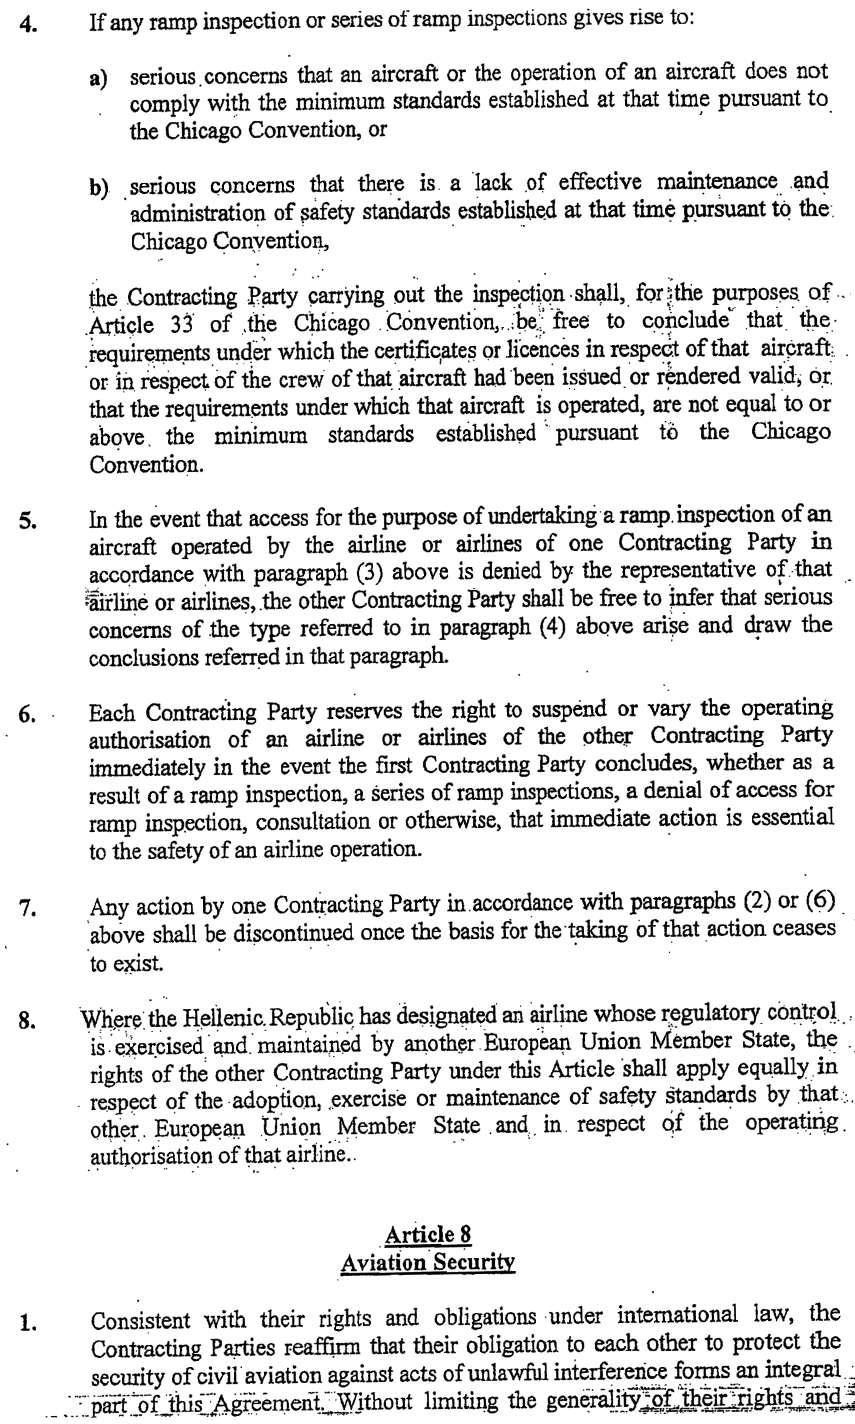 4. If any ramp inspection or series of ramp inspections gives rise to:
a) serious concerns that an aircraft or the operation of an aircraft does not
comply with the minimum standards established at that time pursuant to
the Chicago Convention, or
b) serious concerns that there is a lack of effective maintenance and
administration of safety standards established at that time pursuant to the
Chicago Convention,
the Contracting Party carrying out the inspection shall, for the purposes of
Article 33 of the Chicago Convention, be free to conclude that the
requirements under which the certificates or licences in respect of that aircraft
or in respect of the crew of that aircraft had been issued or rendered valid, or
that the requirements under which that aircraft is operated, are not equal to or
above the minimum standards established pursuant to the Chicago
Convention.
5. In the event that access for the purpose of undertaking a ramp inspection of an
aircraft operated by the airline or airlines of one Contracting Party in
accordance with paragraph (3) above is denied by the representative of that
airline or airlines, the other Contracting Party shall be free to infer that serious
concerns of the type referred to in paragraph (4) above arise and draw the
conclusions referred in that paragraph.
6. Each Contracting Party reserves the right to suspend or vary the operating
authorisation of an airline or airlines of the other Contracting Party
immediately in the event the first Contracting Party concludes, whether as a
result of a ramp inspection, a series of ramp inspections, a denial of access for
ramp inspection, consultation or otherwise, that immediate action is essential
to the safety of an airline operation.
7. Any action by one Contracting Party in accordance with paragraphs (2) or (6)
above shall be discontinued once the basis for the taking of that action ceases
to exist.
8. Where the Hellenic Republic has designated an airline whose regulatory control
is exercised and maintained by another European Union Member State, the
rights of the other Contracting Party under this Article shall apply equally in
respect of the adoption, exercise or maintenance of safety standards by that
other European Union Member State and in respect of the operating
authorisation of that airline.
Article 8
Aviation Security
1. Consistent with their rights and obligations under international law, the
Contracting Parties reaffirm that their obligation to each other to protect the
security of civil aviation against acts of unlawful interference forms an integral
part of this Agreement. Without limiting the generality of their rights and